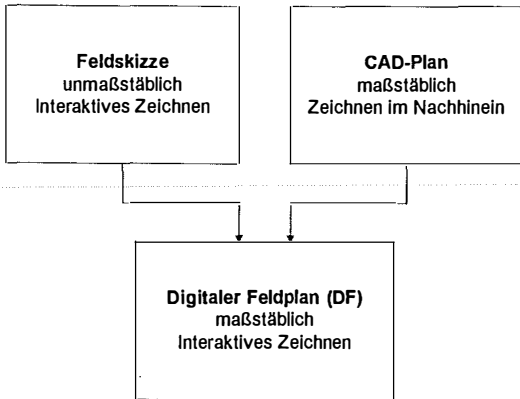 Feldskizze
unmaßstäblich
Interaktives Zeichnen
CAD-Plan
maßstäblich
Zeichnen im Nachhinein
Digitaler Feldplan (DF)
maßstäblich
Interaktives Zeichnen